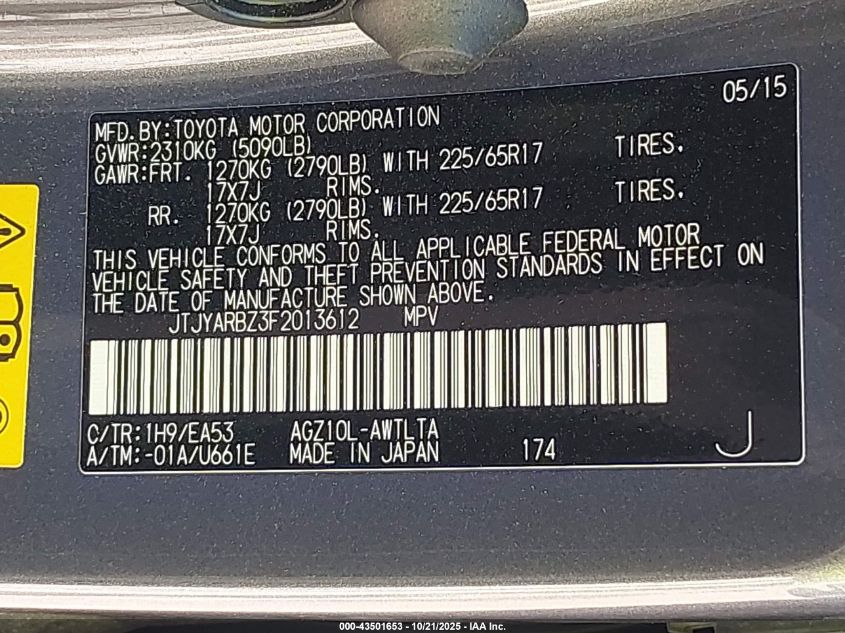 05/15
MFD.BY:TOYOTA MOTOR CORPORATION
GVWR:2310KG (5090LB)
GAWR:FRT. 1270KG (2790LB) WITH 225/65R17 TIRES.
17X7J RIMS.
RR. 1270KG (2790LB) WITH 225/65R17 TIRES.
17X7J RIMS.
THIS VEHICLE CONFORMS TO ALL APPLICABLE FEDERAL MOTOR
VEHICLE SAFETY AND THEFT PREVENTION STANDARDS IN EFFECT ON
THE DATE OF MANUFACTURE SHOWN ABOVE.
JTJYARBZ3F2013612 MPV
C/TR:1H9/EA53 AGZ10L-AWTLTA
A/TM:-01A/U661E MADE IN JAPAN 174 J
000-43501653 - 10/21/2025 - IAA Inc.